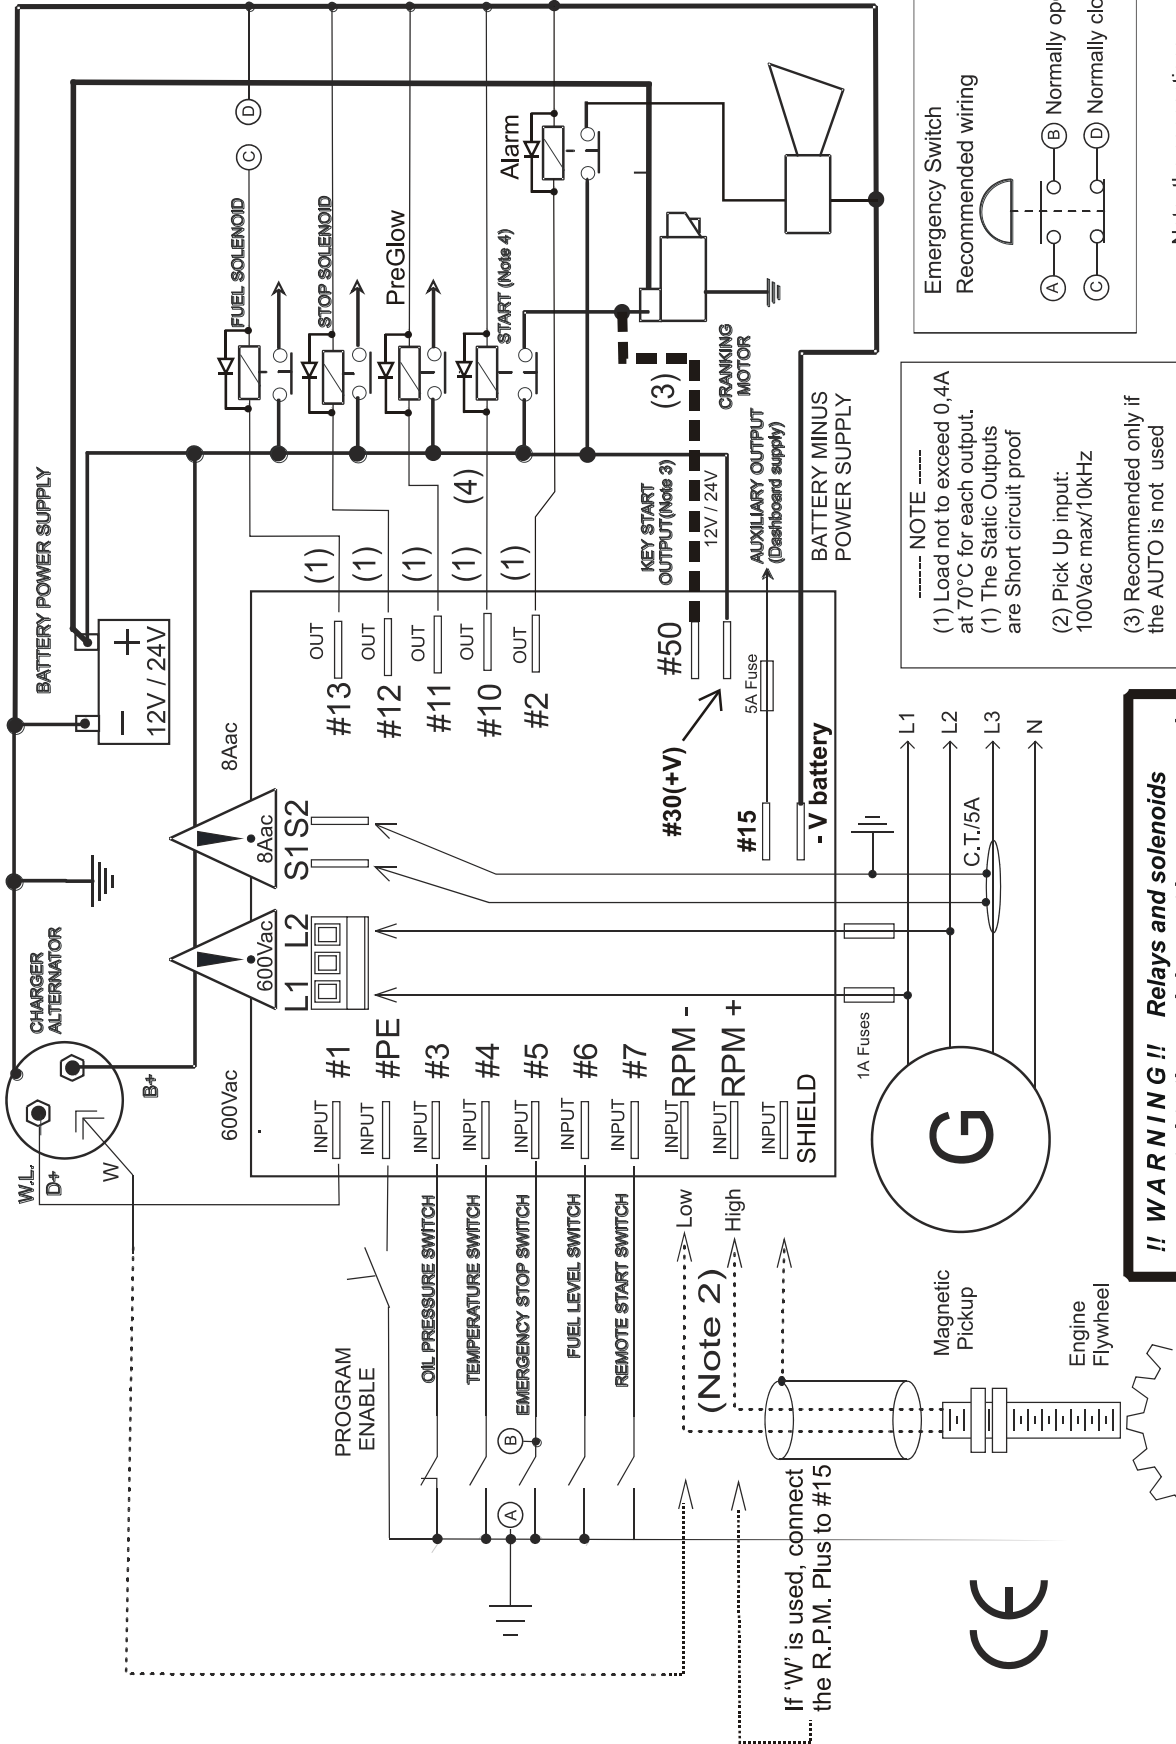 BATTERY POWER SUPPLY
12V / 24V
CHARGER
ALTERNATOR
W.L.
D+
W
B+
FUEL SOLENOID
C
D
STOP SOLENOID
PreGlow
START (Note 4)
Alarm
(1)
(1)
(1)
(1)
(4)
(1)
(3)
CRANKING
MOTOR
KEY START
OUTPUT(Note 3)
12V / 24V
AUXILIARY OUTPUT
(Dashboard supply)
BATTERY MINUS
POWER SUPPLY
600Vac
8Aac
600Vac
8Aac
L1 L2
S1 S2
OUT
#13
OUT
#12
OUT
#11
OUT
#10
OUT
#2
#50
#30(+V)
5A Fuse
#15
- V battery
INPUT
#1
INPUT
#PE
INPUT
#3
INPUT
#4
INPUT
#5
INPUT
#6
INPUT
#7
INPUT
RPM -
INPUT
RPM +
INPUT
SHIELD
PROGRAM
ENABLE
OIL PRESSURE SWITCH
TEMPERATURE SWITCH
EMERGENCY STOP SWITCH
A
B
FUEL LEVEL SWITCH
REMOTE START SWITCH
Low
High
(Note 2)
If 'W' is used, connect
the R.P.M. Plus to #15
Magnetic
Pickup
Engine
Flywheel
1A Fuses
G
C.T./5A
L1
L2
L3
N
CE
Emergency Switch
Recommended wiring
A
B
Normally
C
D
Normally
------ NOTE ------
(1) Load not to exceed 0,4A
at 70°C for each output.
(1) The Static Outputs
are Short circuit proof
(2) Pick Up input:
100Vac max/10kHz
(3) Recommended only if
the AUTO is not used
!! W A R N I N G !! Relays and solenoids